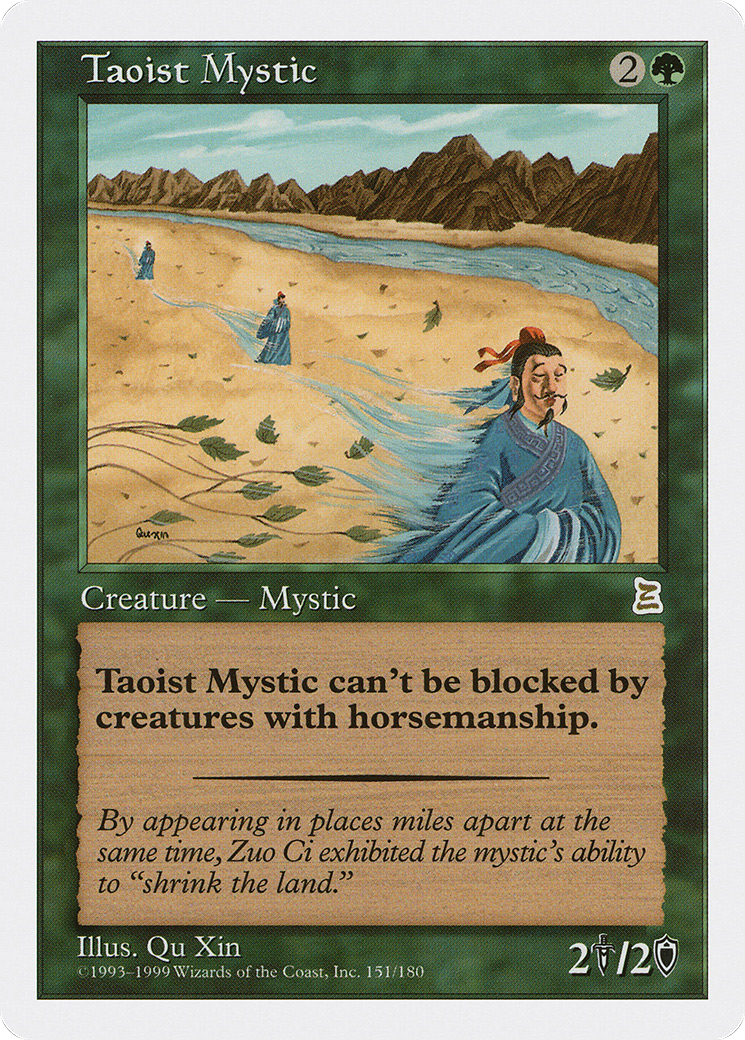 Taoist Mystic 2
Quxin
Creature — Mystic
Taoist Mystic can't be blocked by
creatures with horsemanship.
By appearing in places miles apart at the
same time, Zuo Ci exhibited the mystic's ability
to “shrink the land.”
Illus. Qu Xin
©1993–1999 Wizards of the Coast, Inc. 151/180
2/2